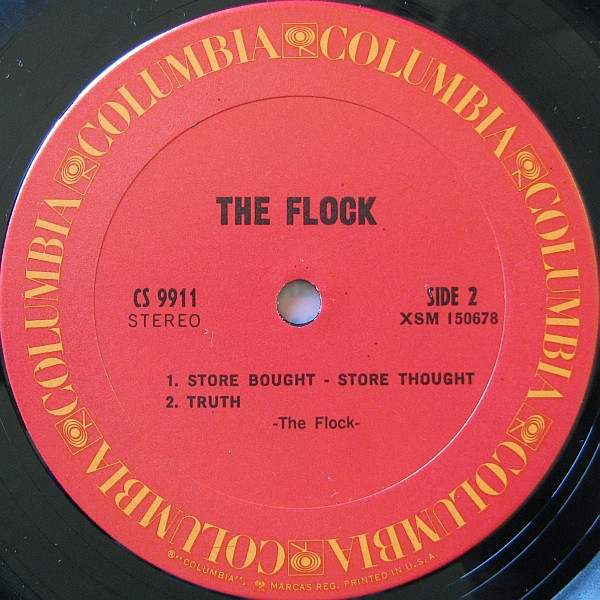 COLUMBIA COLUMBIA COLUMBIA COLUMBIA COLUMBIA COLUMBIA
THE FLOCK
CS 9911
STEREO
SIDE 2
XSM 150678
1. STORE BOUGHT - STORE THOUGHT
2. TRUTH
-The Flock-
®"COLUMBIA", MARCAS REG. PRINTED IN U.S.A.